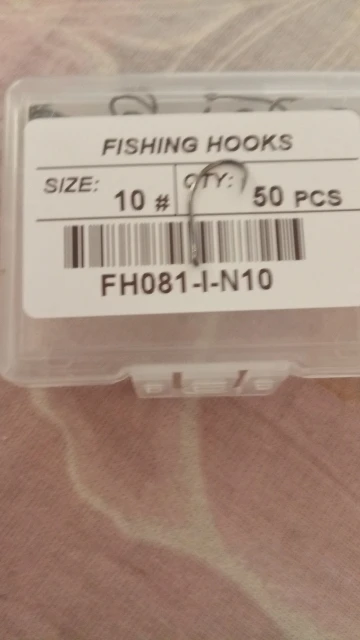 FISHING HOOKS
SIZE: 10 # QTY: 50 PCS
FH081-I-N10